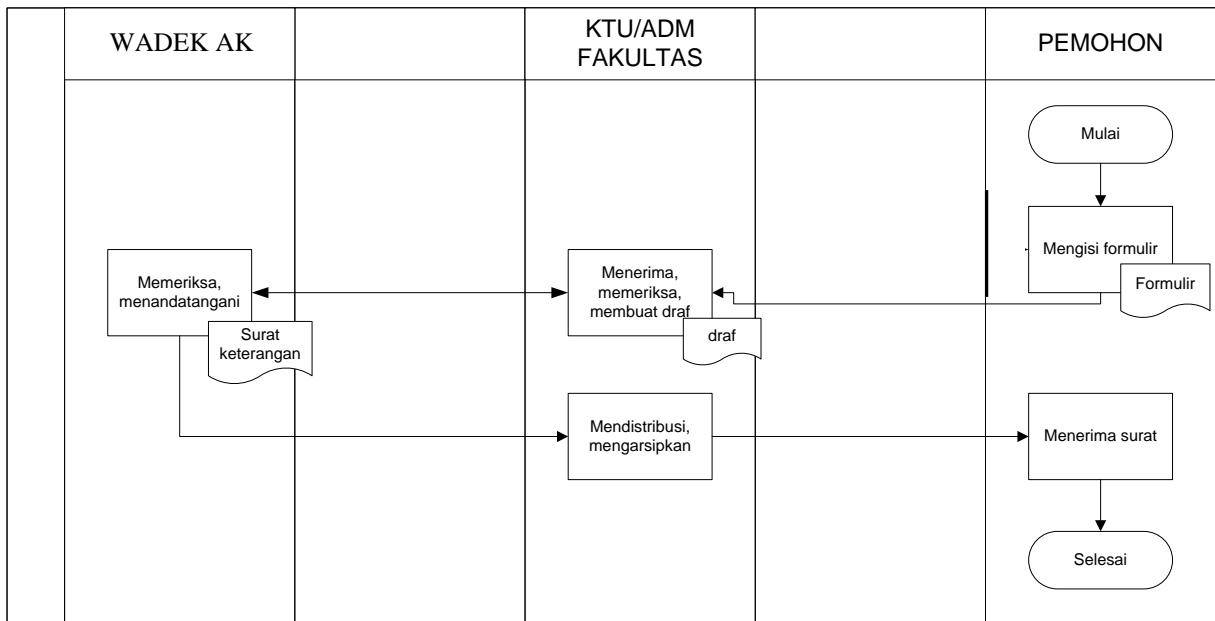 WADEK AK
KTU/ADM
FAKULTAS
PEMOHON
Mulai
Mengisi formulir
Formulir
Memeriksa,
menandatangani
Surat
keterangan
Menerima,
memeriksa,
membuat draf
draf
Mendistribusi,
mengarsipkan
Menerima surat
Selesai